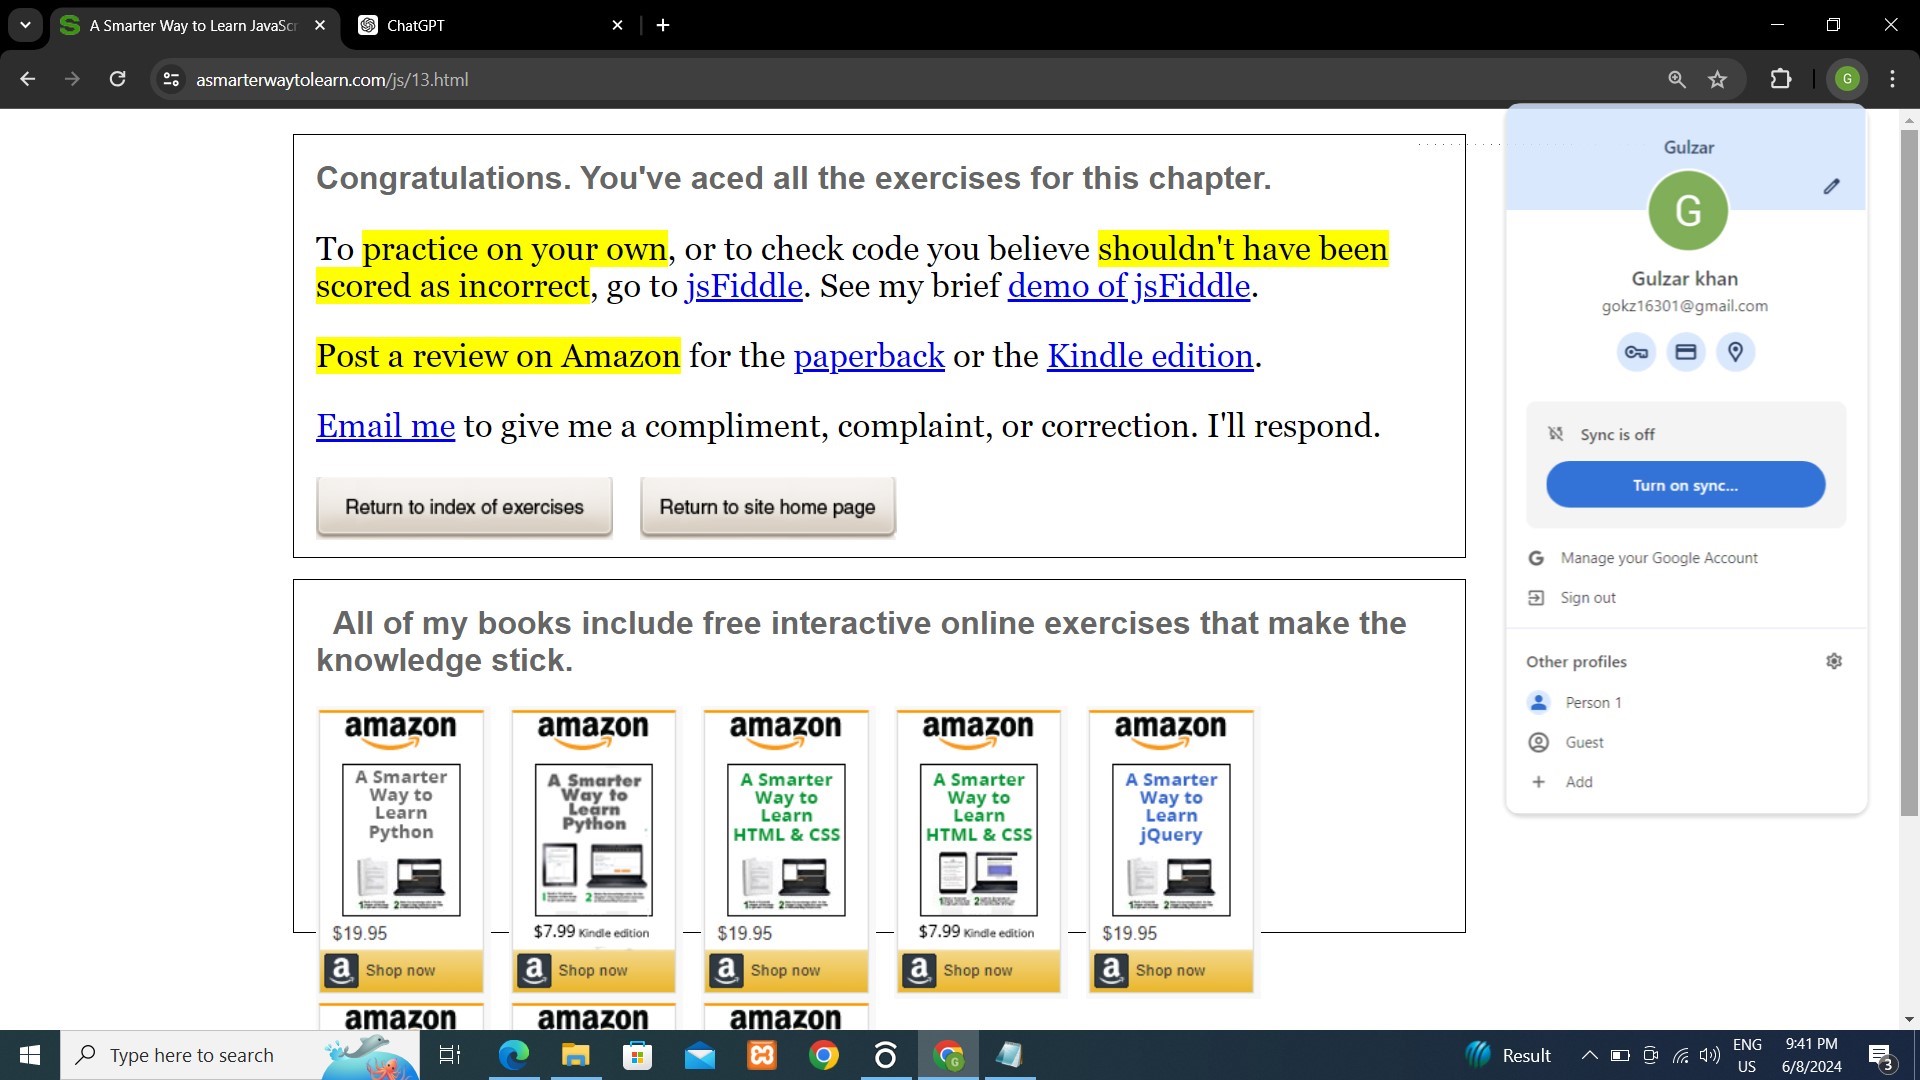 A Smarter Way to Learn JavaScr
ChatGPT
asmarterwaytolearn.com/js/13.html
G
Congratulations. You've aced all the exercises for this chapter.
To practice on your own, or to check code you believe shouldn't have been
scored as incorrect, go to jsFiddle. See my brief demo of jsFiddle.
Post a review on Amazon for the paperback or the Kindle edition.
Email me to give me a compliment, complaint, or correction. I'll respond.
Return to index of exercises
Return to site home page
All of my books include free interactive online exercises that make the
knowledge stick.
amazon
A Smarter
Way to
Learn
Python
$19.95
a Shop now
amazon
A Smarter
Way to
Learn
Python
$7.99 Kindle edition
a Shop now
amazon
A Smarter
Way to
Learn
HTML & CSS
$19.95
a Shop now
amazon
A Smarter
Way to
Learn
HTML & CSS
$7.99 Kindle edition
a Shop now
amazon
A Smarter
Way to
Learn
jQuery
$19.95
a Shop now
amazon
amazon
amazon
Gulzar
G
Gulzar khan
gokz16301@gmail.com
Sync is off
Turn on sync...
Manage your Google Account
Sign out
Other profiles
Person 1
Guest
Add
Type here to search
Result
ENG
US
9:41 PM
6/8/2024
3